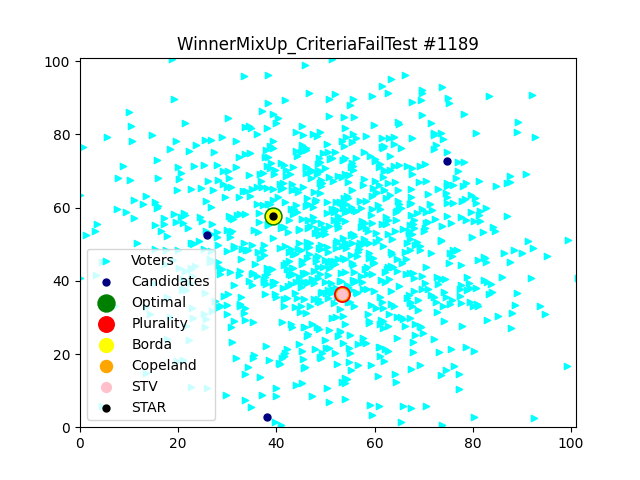 WinnerMixUp_CriteriaFailTest #1189
100
80
60
40
20
0
Voters
Candidates
Optimal
Plurality
Borda
Copeland
STV
STAR
0 20 40 60 80 100